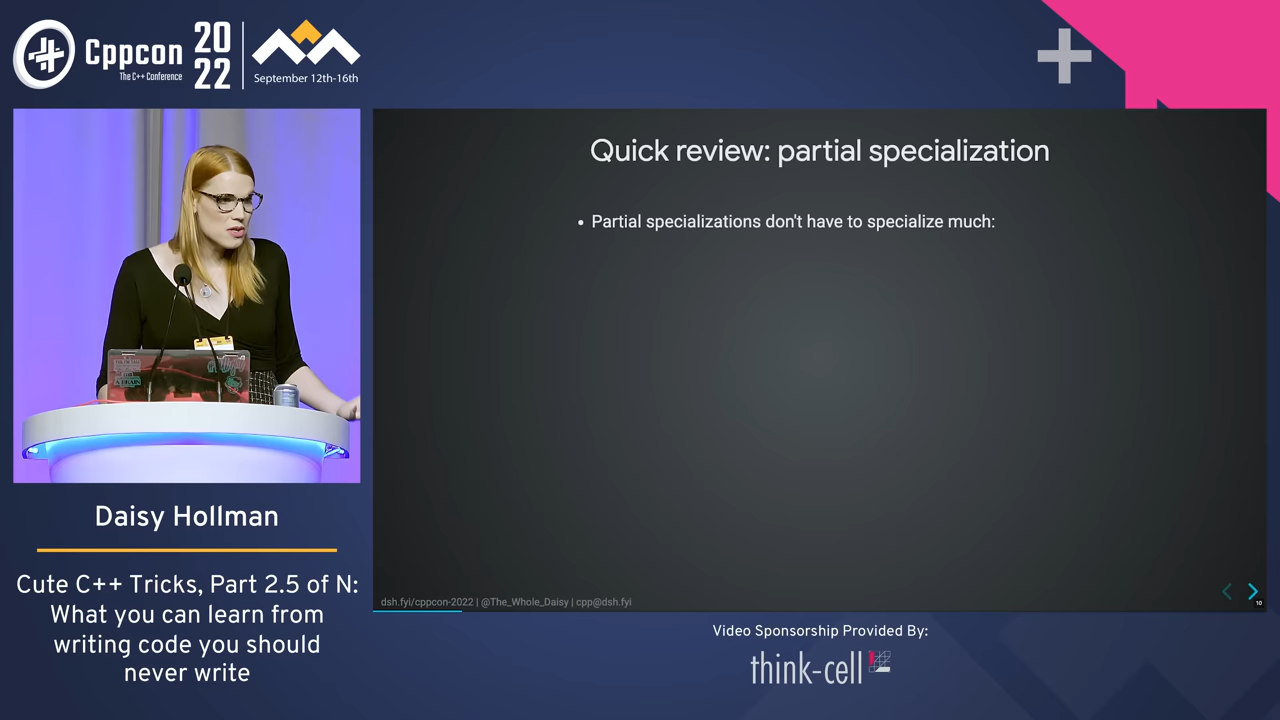 Cppcon
The C++ Conference
20
22
September 12th-16th
Quick review: partial specialization
• Partial specializations don't have to specialize much:
dsh.fyi/cppcon-2022 | @The_Whole_Daisy | cpp@dsh.fyi
10
Daisy Hollman
Cute C++ Tricks, Part 2.5 of N:
What you can learn from
writing code you should
never write
Video Sponsorship Provided By:
think-cell